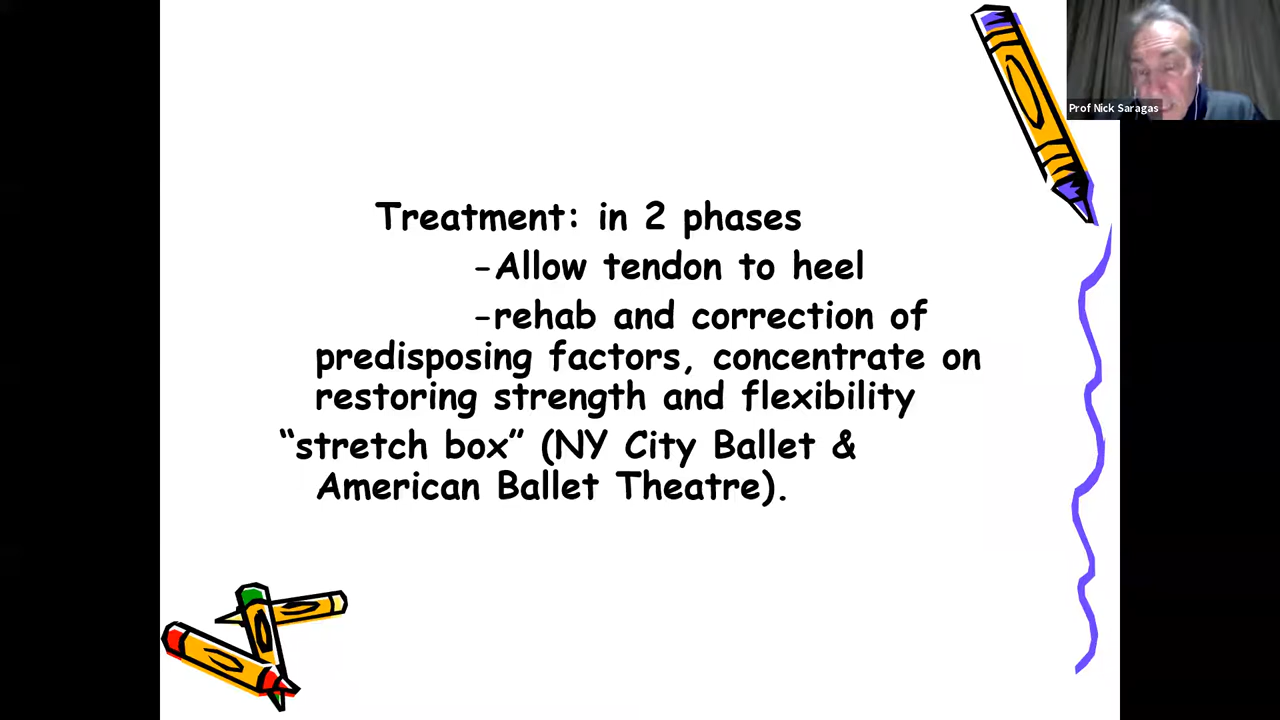 Prof Nick Saragas
Treatment: in 2 phases
-Allow tendon to heel
-rehab and correction of
predisposing factors, concentrate on
restoring strength and flexibility
“stretch box” (NY City Ballet &
American Ballet Theatre).